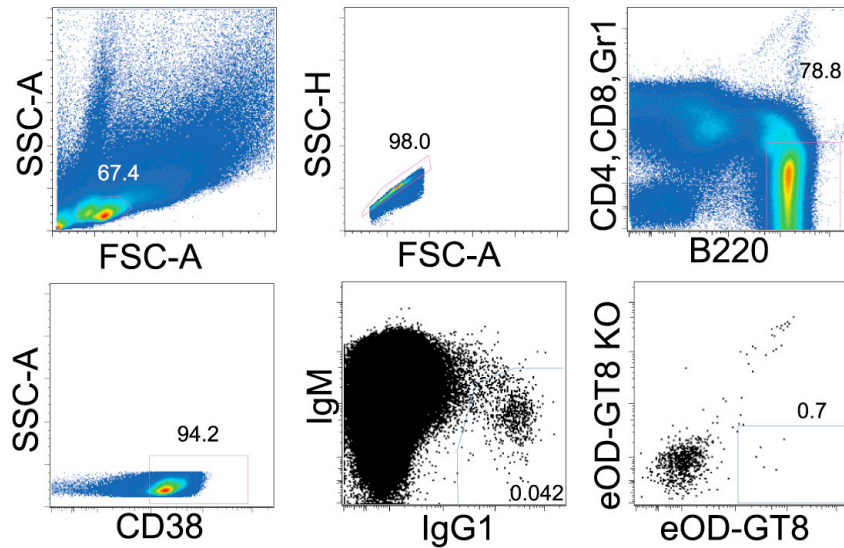 SSC-A
67.4
FSC-A
SSC-H
98.0
FSC-A
CD4,CD8,Gr1
78.8
B220
SSC-A
94.2
CD38
IgM
0.042
IgG1
eOD-GT8 KO
0.7
eOD-GT8